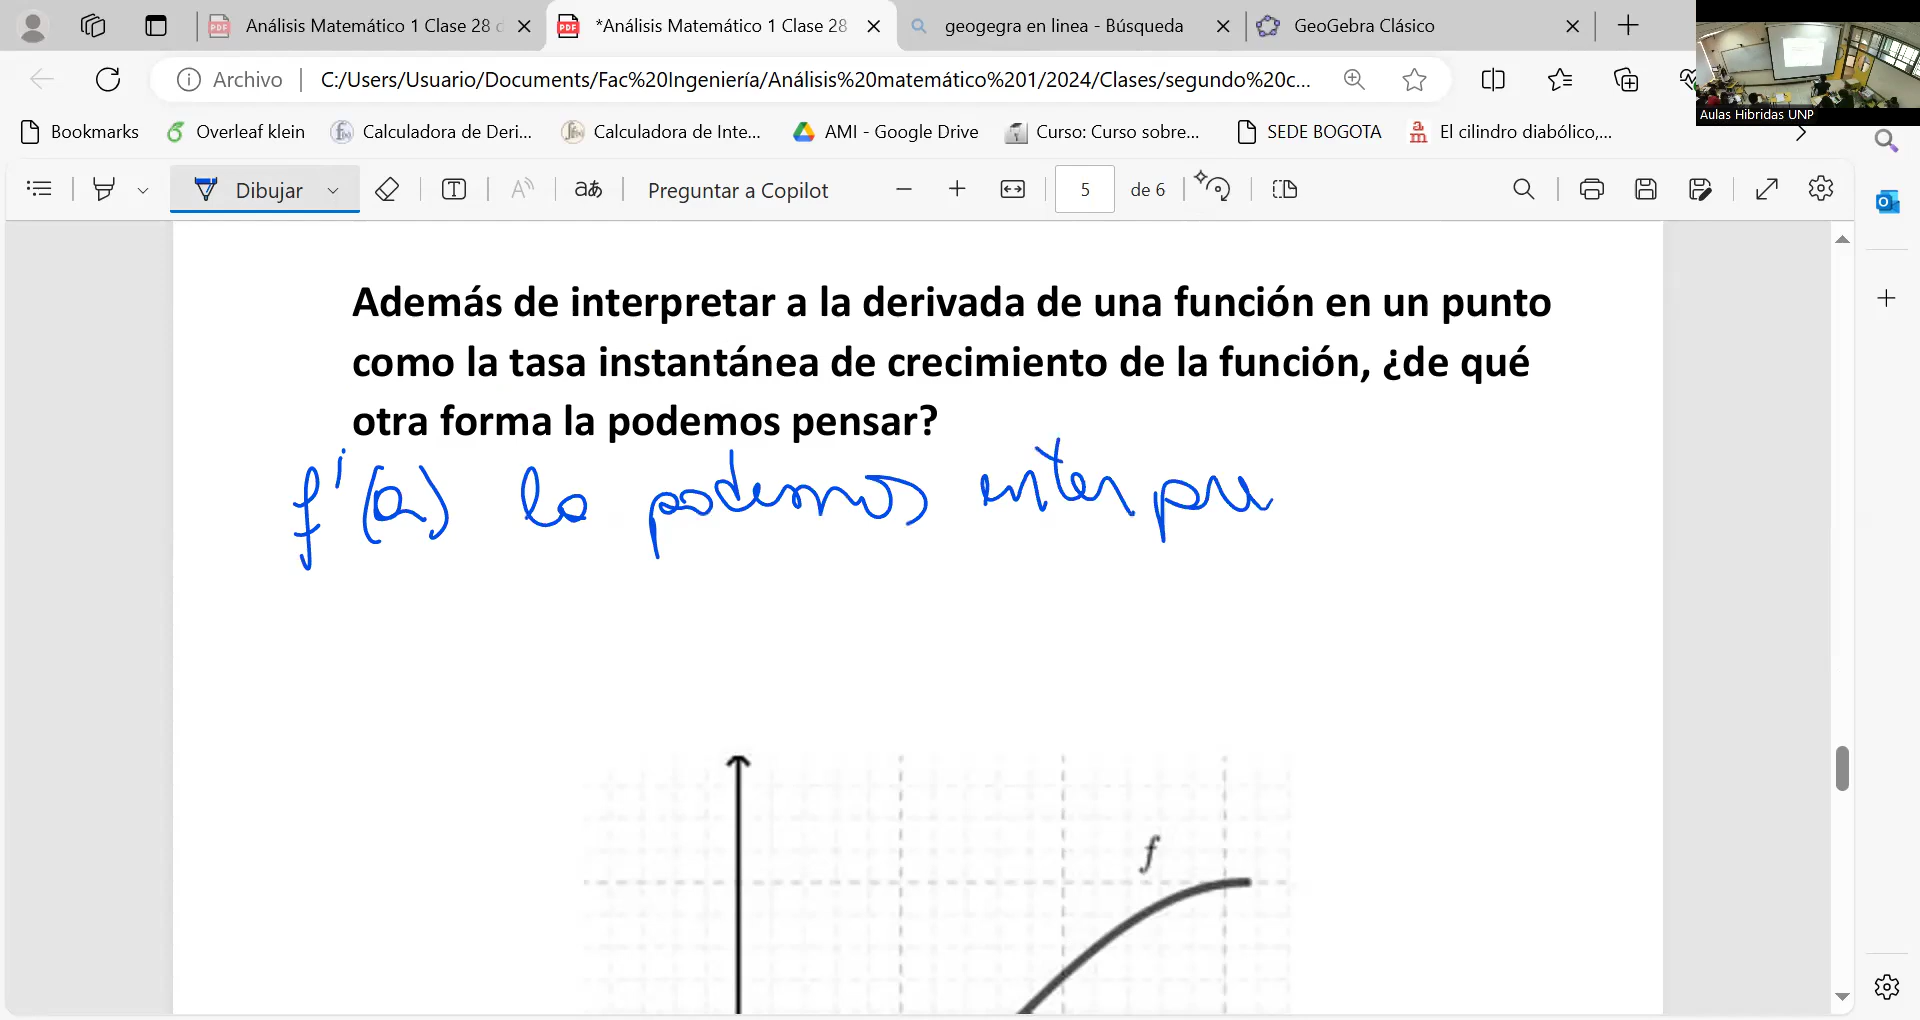 Análisis Matemático 1 Clase 28 d
*Análisis Matemático 1 Clase 28
geogegra en linea - Búsqueda
GeoGebra Clásico
Archivo
C:/Users/Usuario/Documents/Fac%20Ingeniería/Análisis%20matemático%201/2024/Clases/segundo%20c...
Aulas Hibridas UNP
Bookmarks
Overleaf klein
Calculadora de Deri...
Calculadora de Inte...
AMI - Google Drive
Curso: Curso sobre...
SEDE BOGOTA
El cilindro diabólico,...
Dibujar
Preguntar a Copilot
5 de 6
Además de interpretar a la derivada de una función en un punto
como la tasa instantánea de crecimiento de la función, ¿de qué
otra forma la podemos pensar?
f'(a) la podemos interpre
f